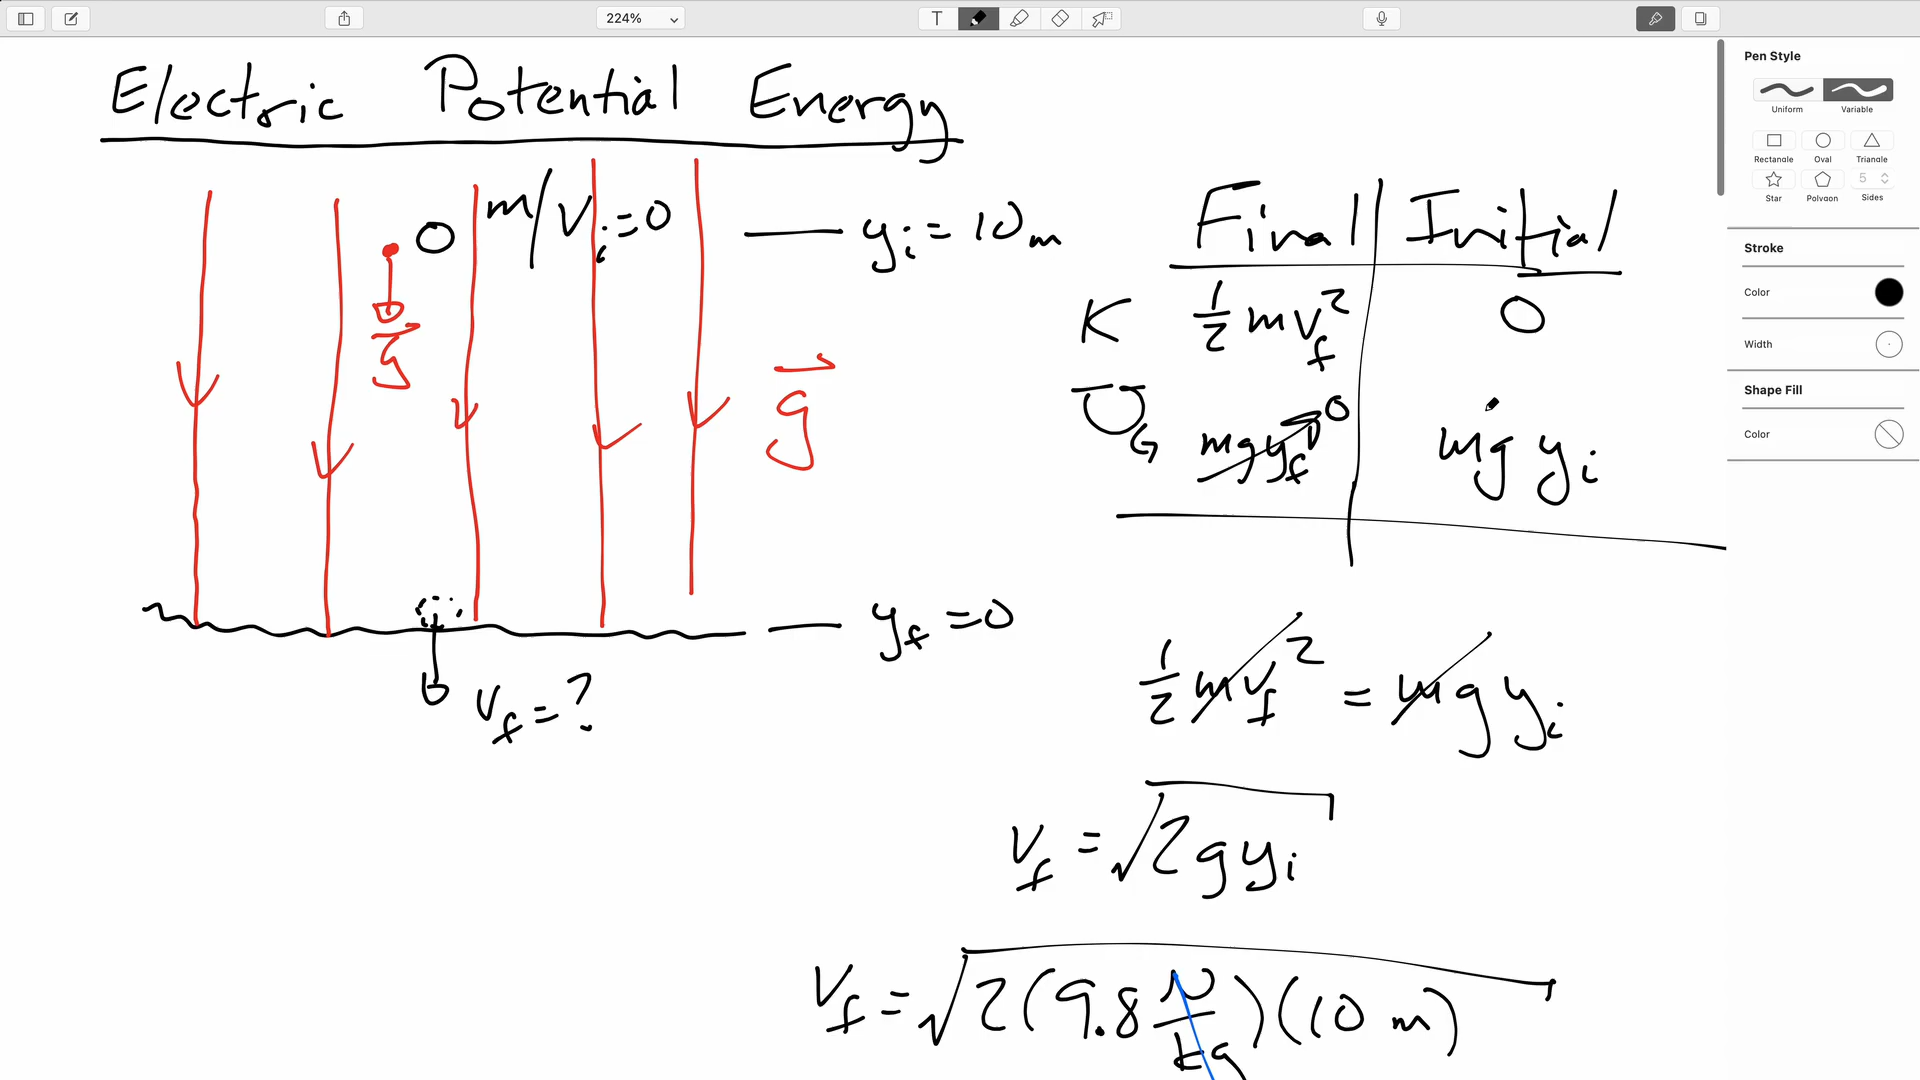 224%
T
Electric Potential Energy
m/v_i=0
y_i = 10m
g
g
y_f =0
v_f =?
Final Initial
K ½mv_f² 0
U_G mgy_f 0 mgy_i
½mv_f² = mgy_i
v_f = √2gy_i
v_f = √2(9.8 N/kg)(10 m)
Pen Style
Uniform Variable
Rectangle Oval Triangle
5
Star Polygon Sides
Stroke
Color
Width
Shape Fill
Color